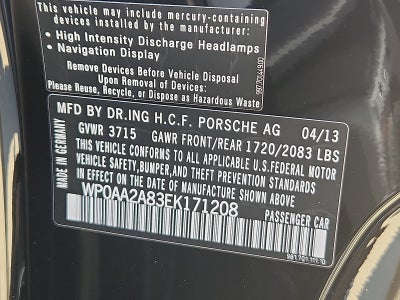 This vehicle may include mercury-containing
devices installed by the manufacturer:
• High Intensity Discharge Headlamps
• Navigation Display
Remove Devices Before Vehicle Disposal
Upon Removal of Devices:
Please Reuse, Recycle or Dispose as Hazardous Waste
MFD BY DR.ING H.C.F. PORSCHE AG 04/13
GVWR 3715 GAWR FRONT/REAR 1720/2083 LBS
THIS VEHICLE CONFORMS TO ALL APPLICABLE U.S.FEDERAL MOTOR
VEHICLE SAFETY, BUMPER,AND THEFT PREVENTION STANDARDS
IN EFFECT ON THE DATE OF MANUFACTURE SHOWN ABOVE
WP0AA2A83EK171208 PASSENGER CAR
MADE IN GERMANY